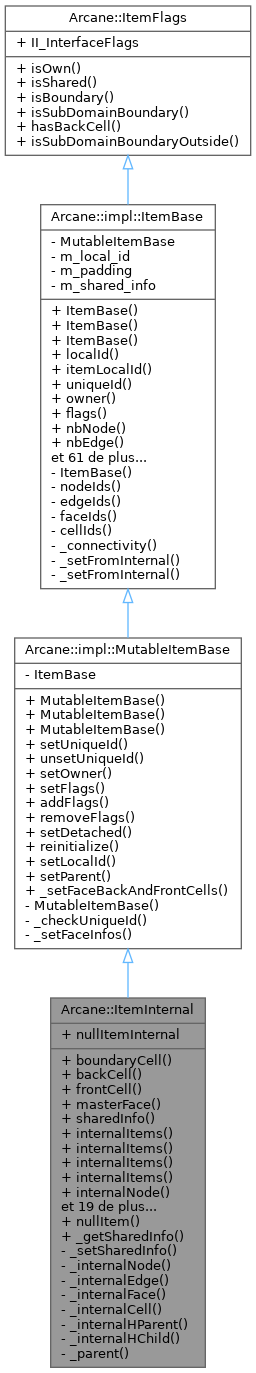 Arcane::ItemFlags
+ II_InterfaceFlags
+ isOwn()
+ isShared()
+ isBoundary()
+ isSubDomainBoundary()
+ hasBackCell()
+ isSubDomainBoundaryOutside()
Arcane::impl::ItemBase
- MutableItemBase
- m_local_id
- m_padding
- m_shared_info
+ ItemBase()
+ ItemBase()
+ ItemBase()
+ localId()
+ itemLocalId()
+ uniqueId()
+ owner()
+ flags()
+ nbNode()
+ nbEdge()
et 61 de plus...
- ItemBase()
- nodeIds()
- edgeIds()
- faceIds()
- cellIds()
- _connectivity()
- _setFromInternal()
- _setFromInternal()
Arcane::impl::MutableItemBase
- ItemBase
+ MutableItemBase()
+ MutableItemBase()
+ MutableItemBase()
+ setUniqueId()
+ unsetUniqueId()
+ setOwner()
+ setFlags()
+ addFlags()
+ removeFlags()
+ setDetached()
+ reinitialize()
+ setLocalId()
+ setParent()
+ _setFaceBackAndFrontCells()
- MutableItemBase()
- _checkUniqueId()
- _setFaceInfos()
Arcane::ItemInternal
+ nullItemInternal
+ boundaryCell()
+ backCell()
+ frontCell()
+ masterFace()
+ sharedInfo()
+ internalItems()
+ internalItems()
+ internalItems()
+ internalItems()
+ internalNode()
et 19 de plus...
+ nullItem()
+ _getSharedInfo()
- _setSharedInfo()
- _internalNode()
- _internalEdge()
- _internalFace()
- _internalCell()
- _internalHParent()
- _internalHChild()
- _parent()